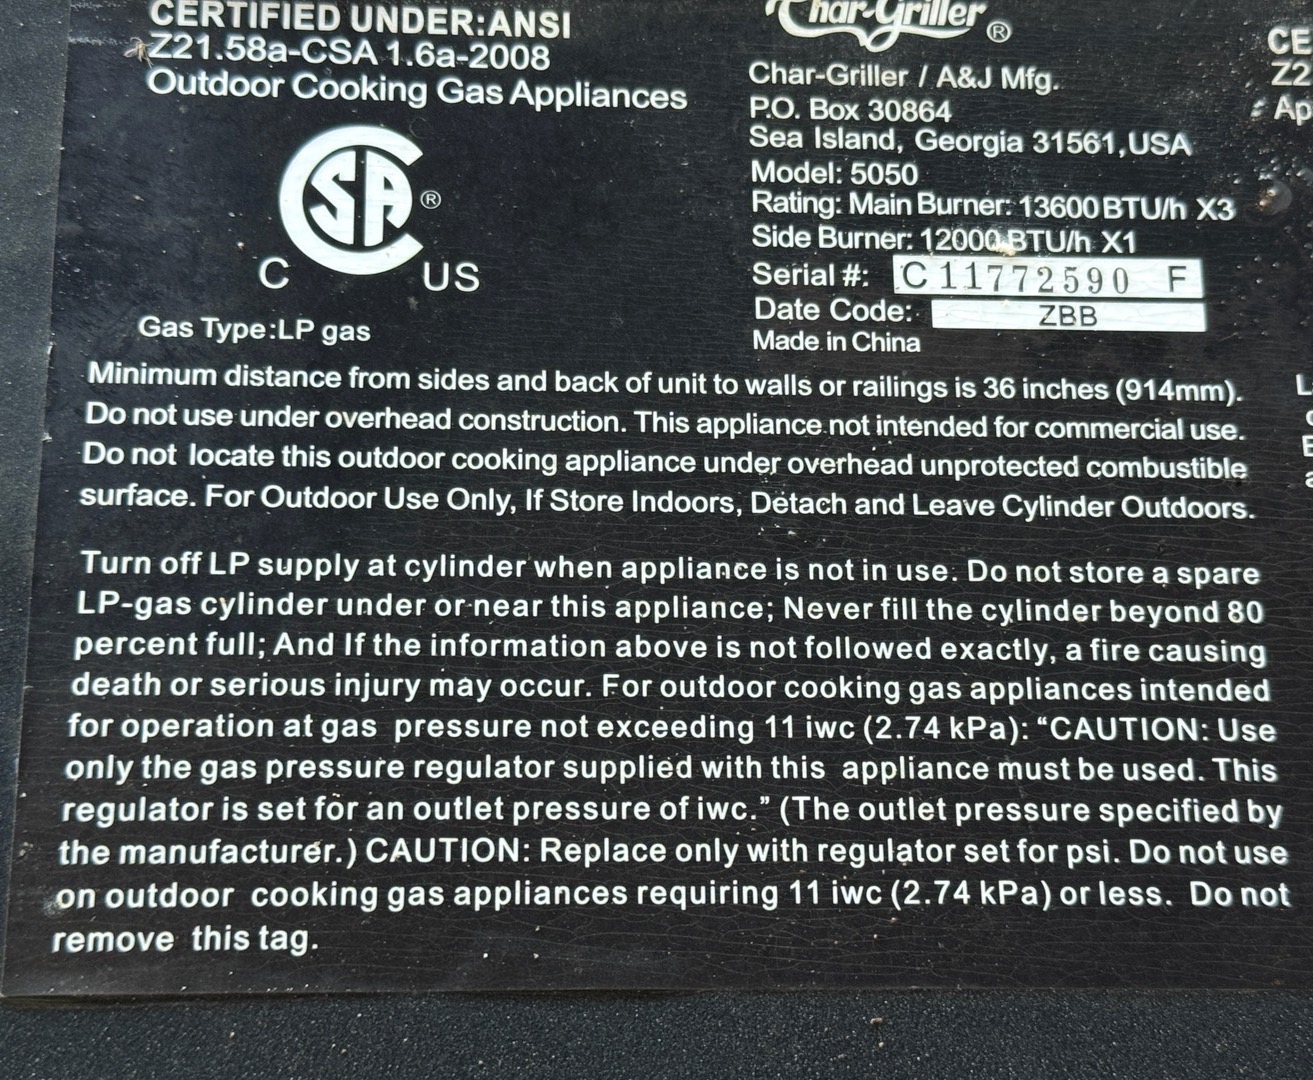 CERTIFIED UNDER:ANSI
Z21.58a-CSA 1.6a-2008
Outdoor Cooking Gas Appliances
CSA ®
C US
Gas Type:LP gas
Char-Griller ®
Char-Griller / A&J Mfg.
P.O. Box 30864
Sea Island, Georgia 31561,USA
Model: 5050
Rating: Main Burner: 13600BTU/h X3
Side Burner: 12000 BTU/h X1
Serial #: C11772590 F
Date Code: ZBB
Made in China
Minimum distance from sides and back of unit to walls or railings is 36 inches (914mm).
Do not use under overhead construction. This appliance not intended for commercial use.
Do not locate this outdoor cooking appliance under overhead unprotected combustible
surface. For Outdoor Use Only, If Store Indoors, Detach and Leave Cylinder Outdoors.
Turn off LP supply at cylinder when appliance is not in use. Do not store a spare
LP-gas cylinder under or near this appliance; Never fill the cylinder beyond 80
percent full; And If the information above is not followed exactly, a fire causing
death or serious injury may occur. For outdoor cooking gas appliances intended
for operation at gas pressure not exceeding 11 iwc (2.74 kPa): “CAUTION: Use
only the gas pressure regulator supplied with this appliance must be used. This
regulator is set for an outlet pressure of iwc.” (The outlet pressure specified by
the manufacturer.) CAUTION: Replace only with regulator set for psi. Do not use
on outdoor cooking gas appliances requiring 11 iwc (2.74 kPa) or less. Do not
remove this tag.
CE
Z2
Ap